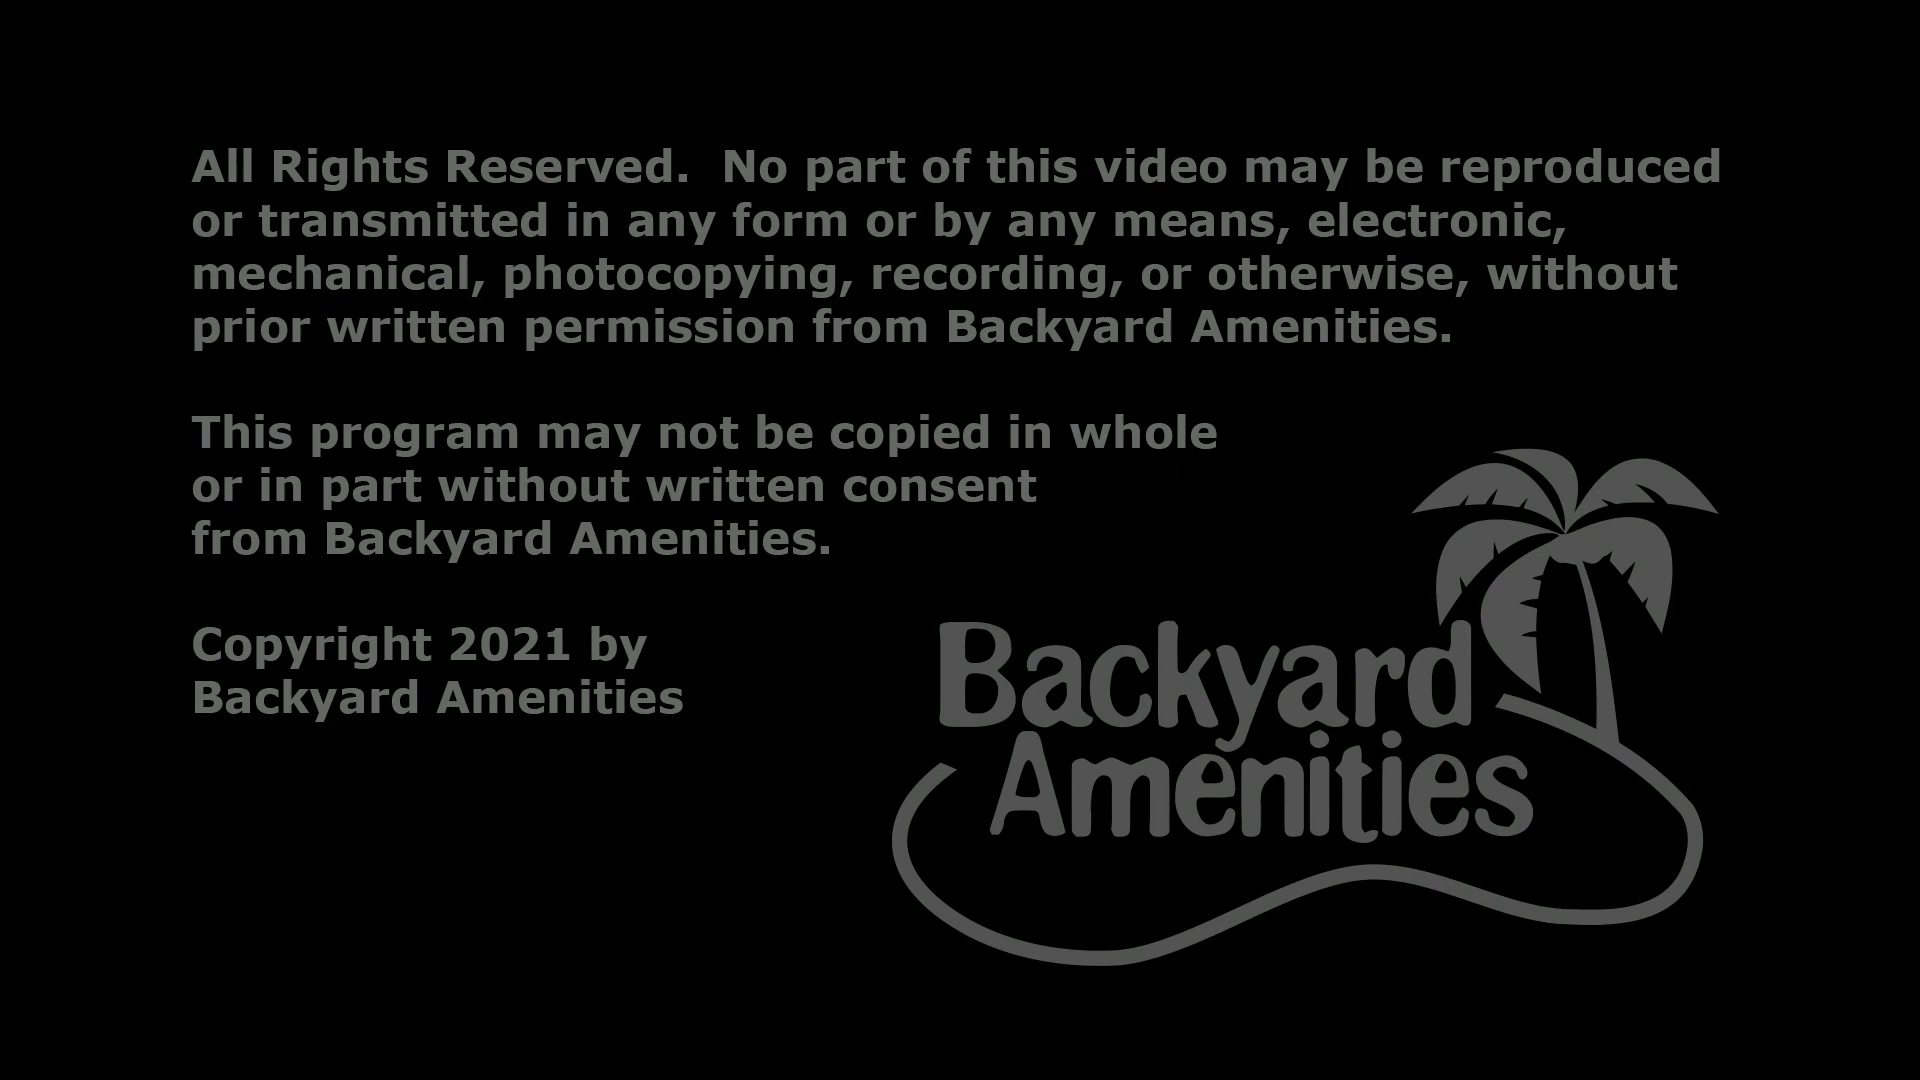 All Rights Reserved.  No part of this video may be reproduced
or transmitted in any form or by any means, electronic,
mechanical, photocopying, recording, or otherwise, without
prior written permission from Backyard Amenities.
This program may not be copied in whole
or in part without written consent
from Backyard Amenities.
Copyright 2021 by
Backyard Amenities
Backyard
Amenities